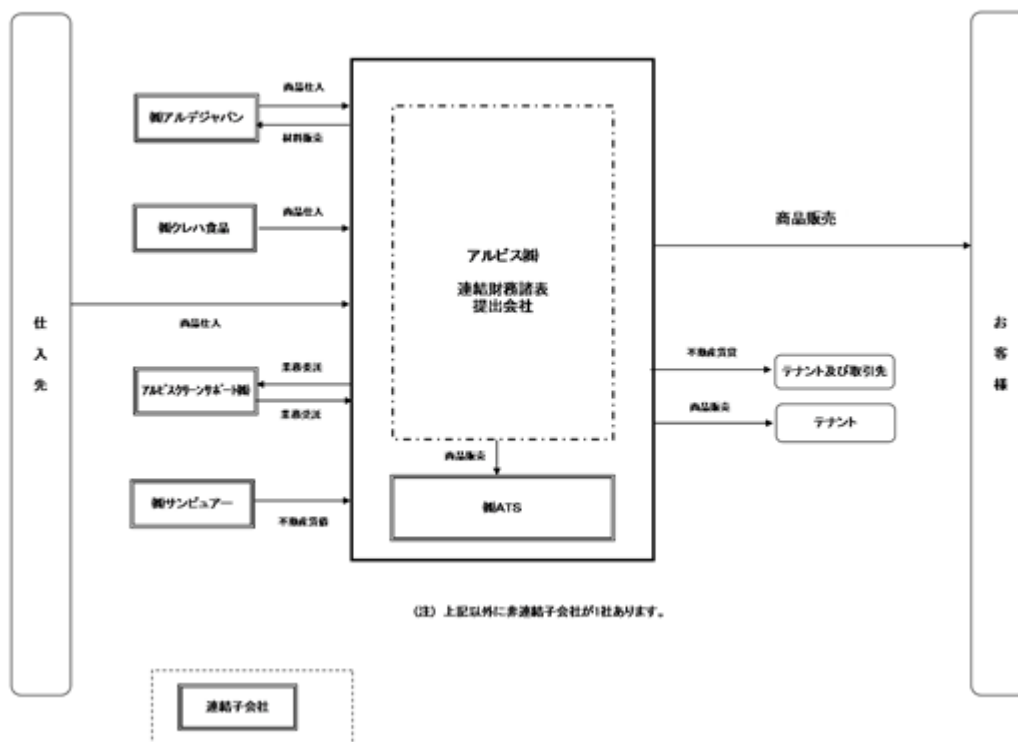 仕入先
㈱アルデジャパン
商品仕入
材料販売
㈱クレハ食品
商品仕入
商品仕入
アルビスクリーンサポート㈱
業務委託
業務受託
㈱サンピュアー
不動産賃借
アルビス㈱
連結財務諸表
提出会社
商品販売
㈱ATS
商品販売
不動産賃貸
テナント及び取引先
商品販売
テナント
お客様
(注) 上記以外に非連結子会社が1社あります。
連結子会社